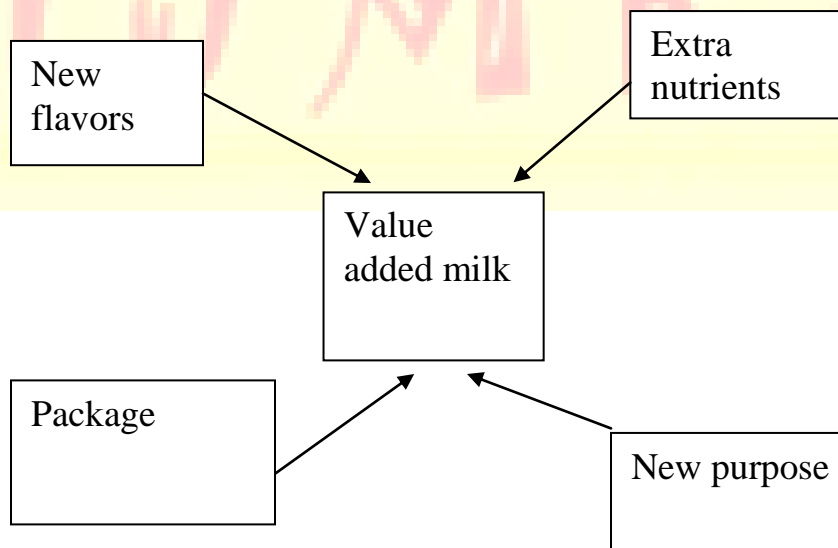 New
flavors
Extra
nutrients
Value
added milk
Package
New purpose